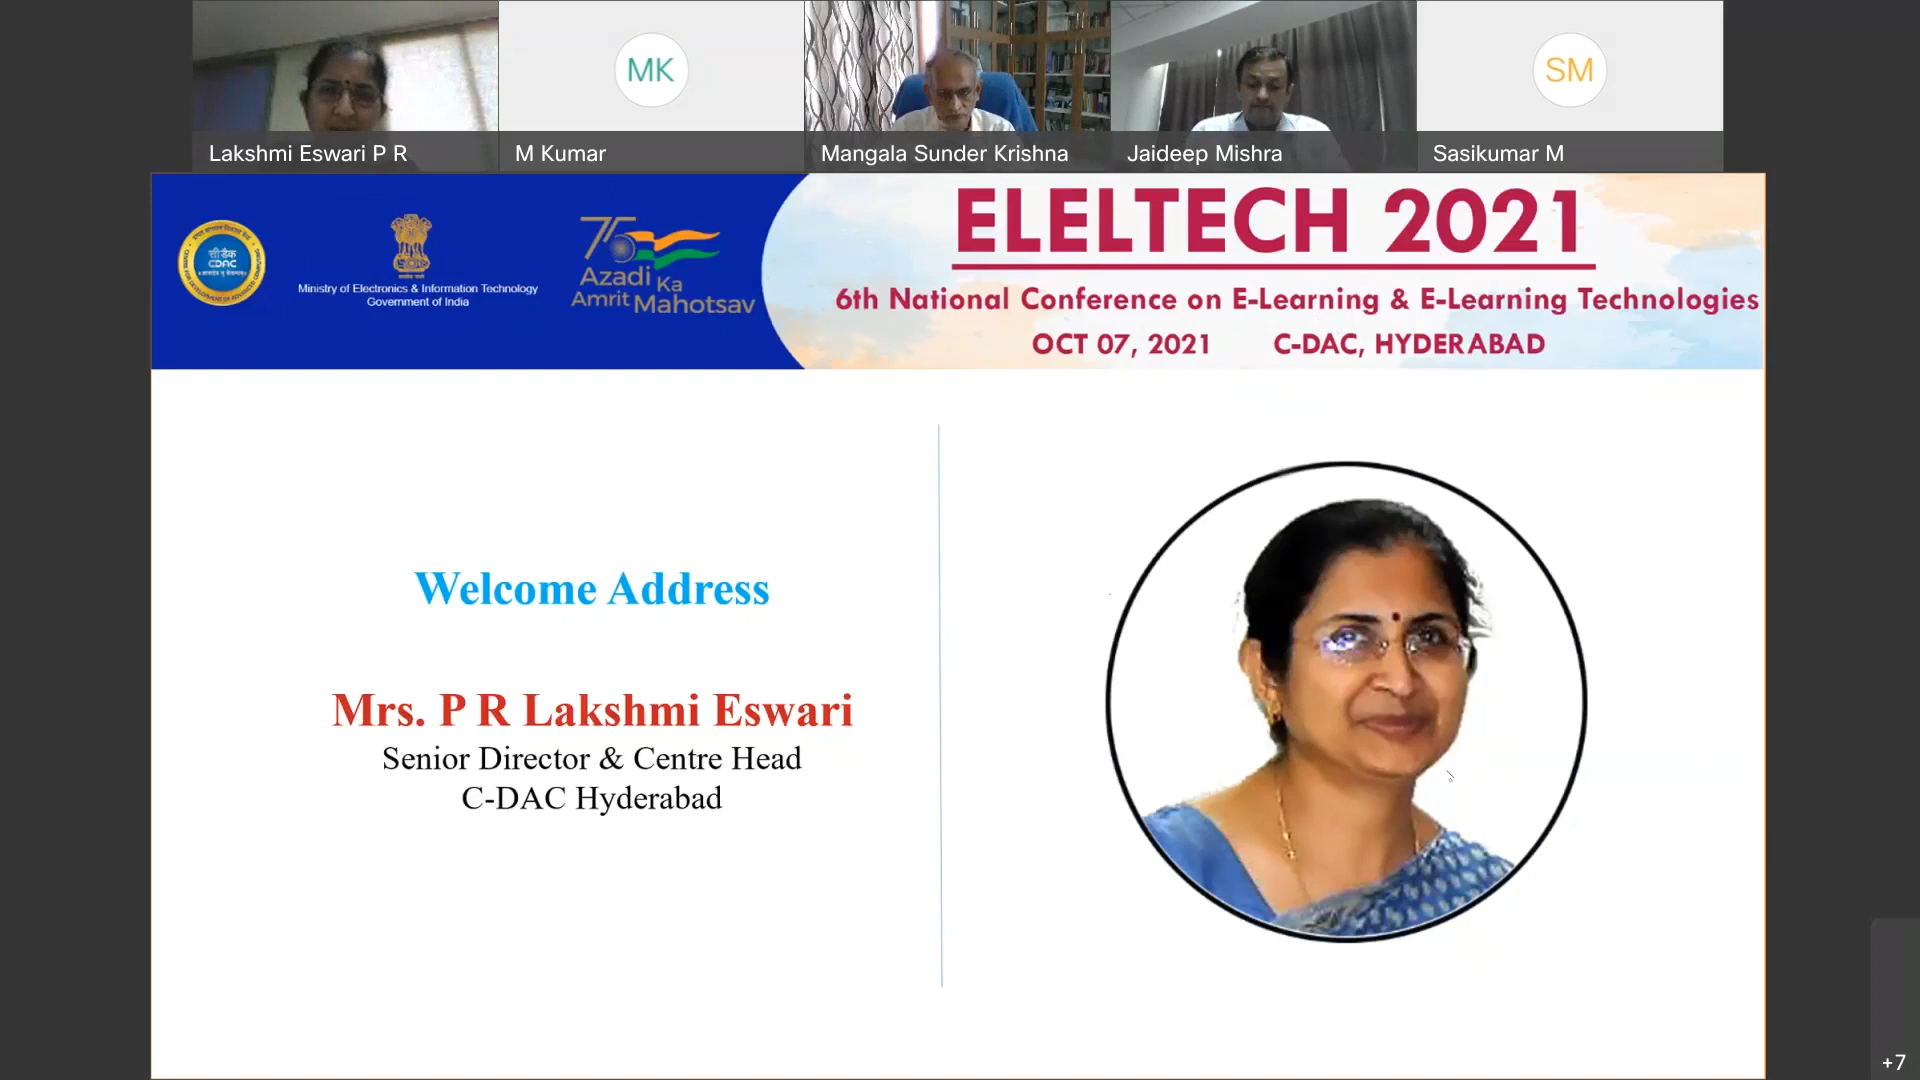 MK
SM
Lakshmi Eswari P R
M Kumar
Mangala Sunder Krishna
Jaideep Mishra
Sasikumar M
ELELTECH 2021
6th National Conference on E-Learning & E-Learning Technologies
OCT 07, 2021 C-DAC, HYDERABAD
सी डैक
CDAC
Ministry of Electronics & Information Technology
Government of India
75
Azadi Ka
Amrit Mahotsav
Welcome Address
Mrs. P R Lakshmi Eswari
Senior Director & Centre Head
C-DAC Hyderabad
+7